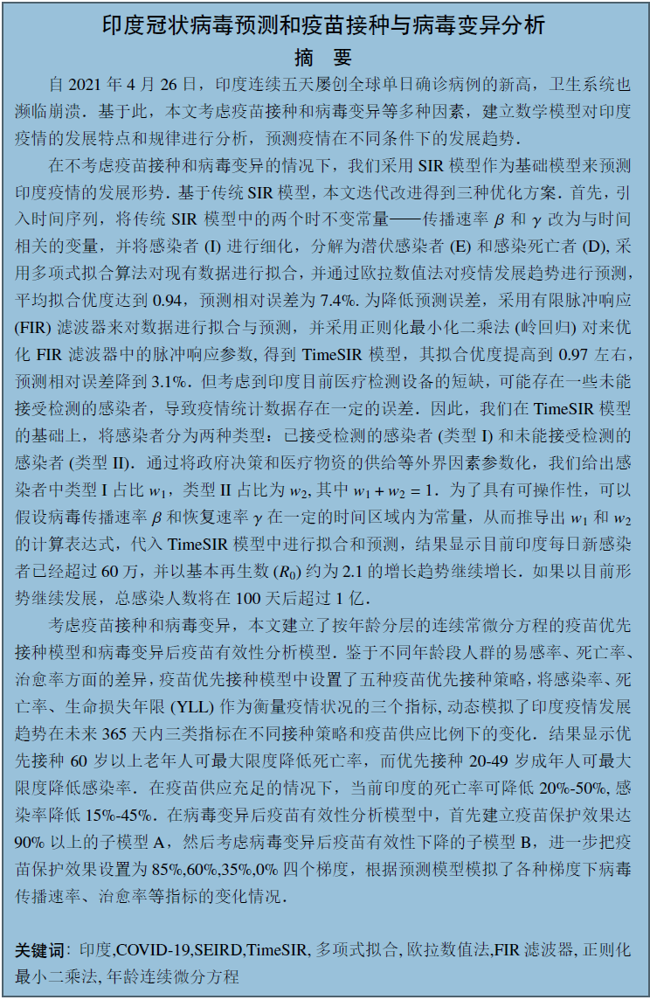 印度冠状病毒预测和疫苗接种与病毒变异分析
摘 要
自 2021 年 4 月 26 日，印度连续五天屡创全球单日确诊病例的新高，卫生系统也
濒临崩溃．基于此，本文考虑疫苗接种和病毒变异等多种因素，建立数学模型对印度
疫情的发展特点和规律进行分析，预测疫情在不同条件下的发展趋势．
在不考虑疫苗接种和病毒变异的情况下，我们采用 SIR 模型作为基础模型来预测
印度疫情的发展形势．基于传统 SIR 模型，本文迭代改进得到三种优化方案．首先，引
入时间序列，将传统 SIR 模型中的两个时不变常量——传播速率 β 和 γ 改为与时间
相关的变量，并将感染者 (I) 进行细化，分解为潜伏感染者 (E) 和感染死亡者 (D), 采
用多项式拟合算法对现有数据进行拟合，并通过欧拉数值法对疫情发展趋势进行预测，
平均拟合优度达到 0.94，预测相对误差为 7.4%. 为降低预测误差，采用有限脉冲响应
(FIR) 滤波器来对数据进行拟合与预测，并采用正则化最小化二乘法 (岭回归) 对来优
化 FIR 滤波器中的脉冲响应参数, 得到 TimeSIR 模型，其拟合优度提高到 0.97 左右，
预测相对误差降到 3.1%．但考虑到印度目前医疗检测设备的短缺，可能存在一些未能
接受检测的感染者，导致疫情统计数据存在一定的误差．因此，我们在 TimeSIR 模型
的基础上，将感染者分为两种类型：已接受检测的感染者 (类型 I) 和未能接受检测的
感染者 (类型 II)．通过将政府决策和医疗物资的供给等外界因素参数化，我们给出感
染者中类型 I 占比 w1，类型 II 占比为 w2, 其中 w1 + w2 = 1．为了具有可操作性，可以
假设病毒传播速率 β 和恢复速率 γ 在一定的时间区域内为常量，从而推导出 w1 和 w2
的计算表达式，代入 TimeSIR 模型中进行拟合和预测，结果显示目前印度每日新感染
者已经超过 60 万，并以基本再生数 (R0) 约为 2.1 的增长趋势继续增长．如果以目前形
势继续发展，总感染人数将在 100 天后超过 1 亿．
考虑疫苗接种和病毒变异，本文建立了按年龄分层的连续常微分方程的疫苗优先
接种模型和病毒变异后疫苗有效性分析模型．鉴于不同年龄段人群的易感率、死亡率、
治愈率方面的差异，疫苗优先接种模型中设置了五种疫苗优先接种策略，将感染率、死
亡率、生命损失年限 (YLL) 作为衡量疫情状况的三个指标, 动态模拟了印度疫情发展
趋势在未来 365 天内三类指标在不同接种策略和疫苗供应比例下的变化．结果显示优
先接种 60 岁以上老年人可最大限度降低死亡率，而优先接种 20-49 岁成年人可最大
限度降低感染率．在疫苗供应充足的情况下，当前印度的死亡率可降低 20%-50%, 感
染率降低 15%-45%．在病毒变异后疫苗有效性分析模型中，首先建立疫苗保护效果达
90% 以上的子模型 A，然后考虑病毒变异后疫苗有效性下降的子模型 B，进一步把疫
苗保护效果设置为 85%,60%,35%,0% 四个梯度，根据预测模型模拟了各种梯度下病毒
传播速率、治愈率等指标的变化情况．
关键词：印度,COVID-19,SEIRD,TimeSIR, 多项式拟合, 欧拉数值法,FIR 滤波器, 正则化
最小二乘法, 年龄连续微分方程